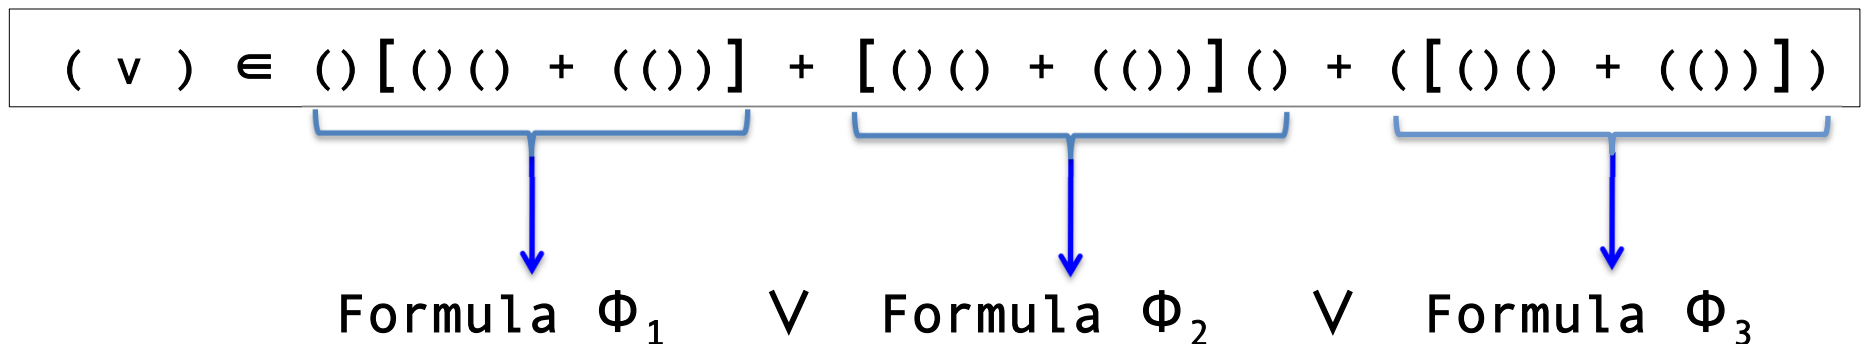 ( v ) ∈ ()[()() + (())] + [()() + (())]() + ([()() + (())])
Formula Φ₁ ∨ Formula Φ₂ ∨ Formula Φ₃